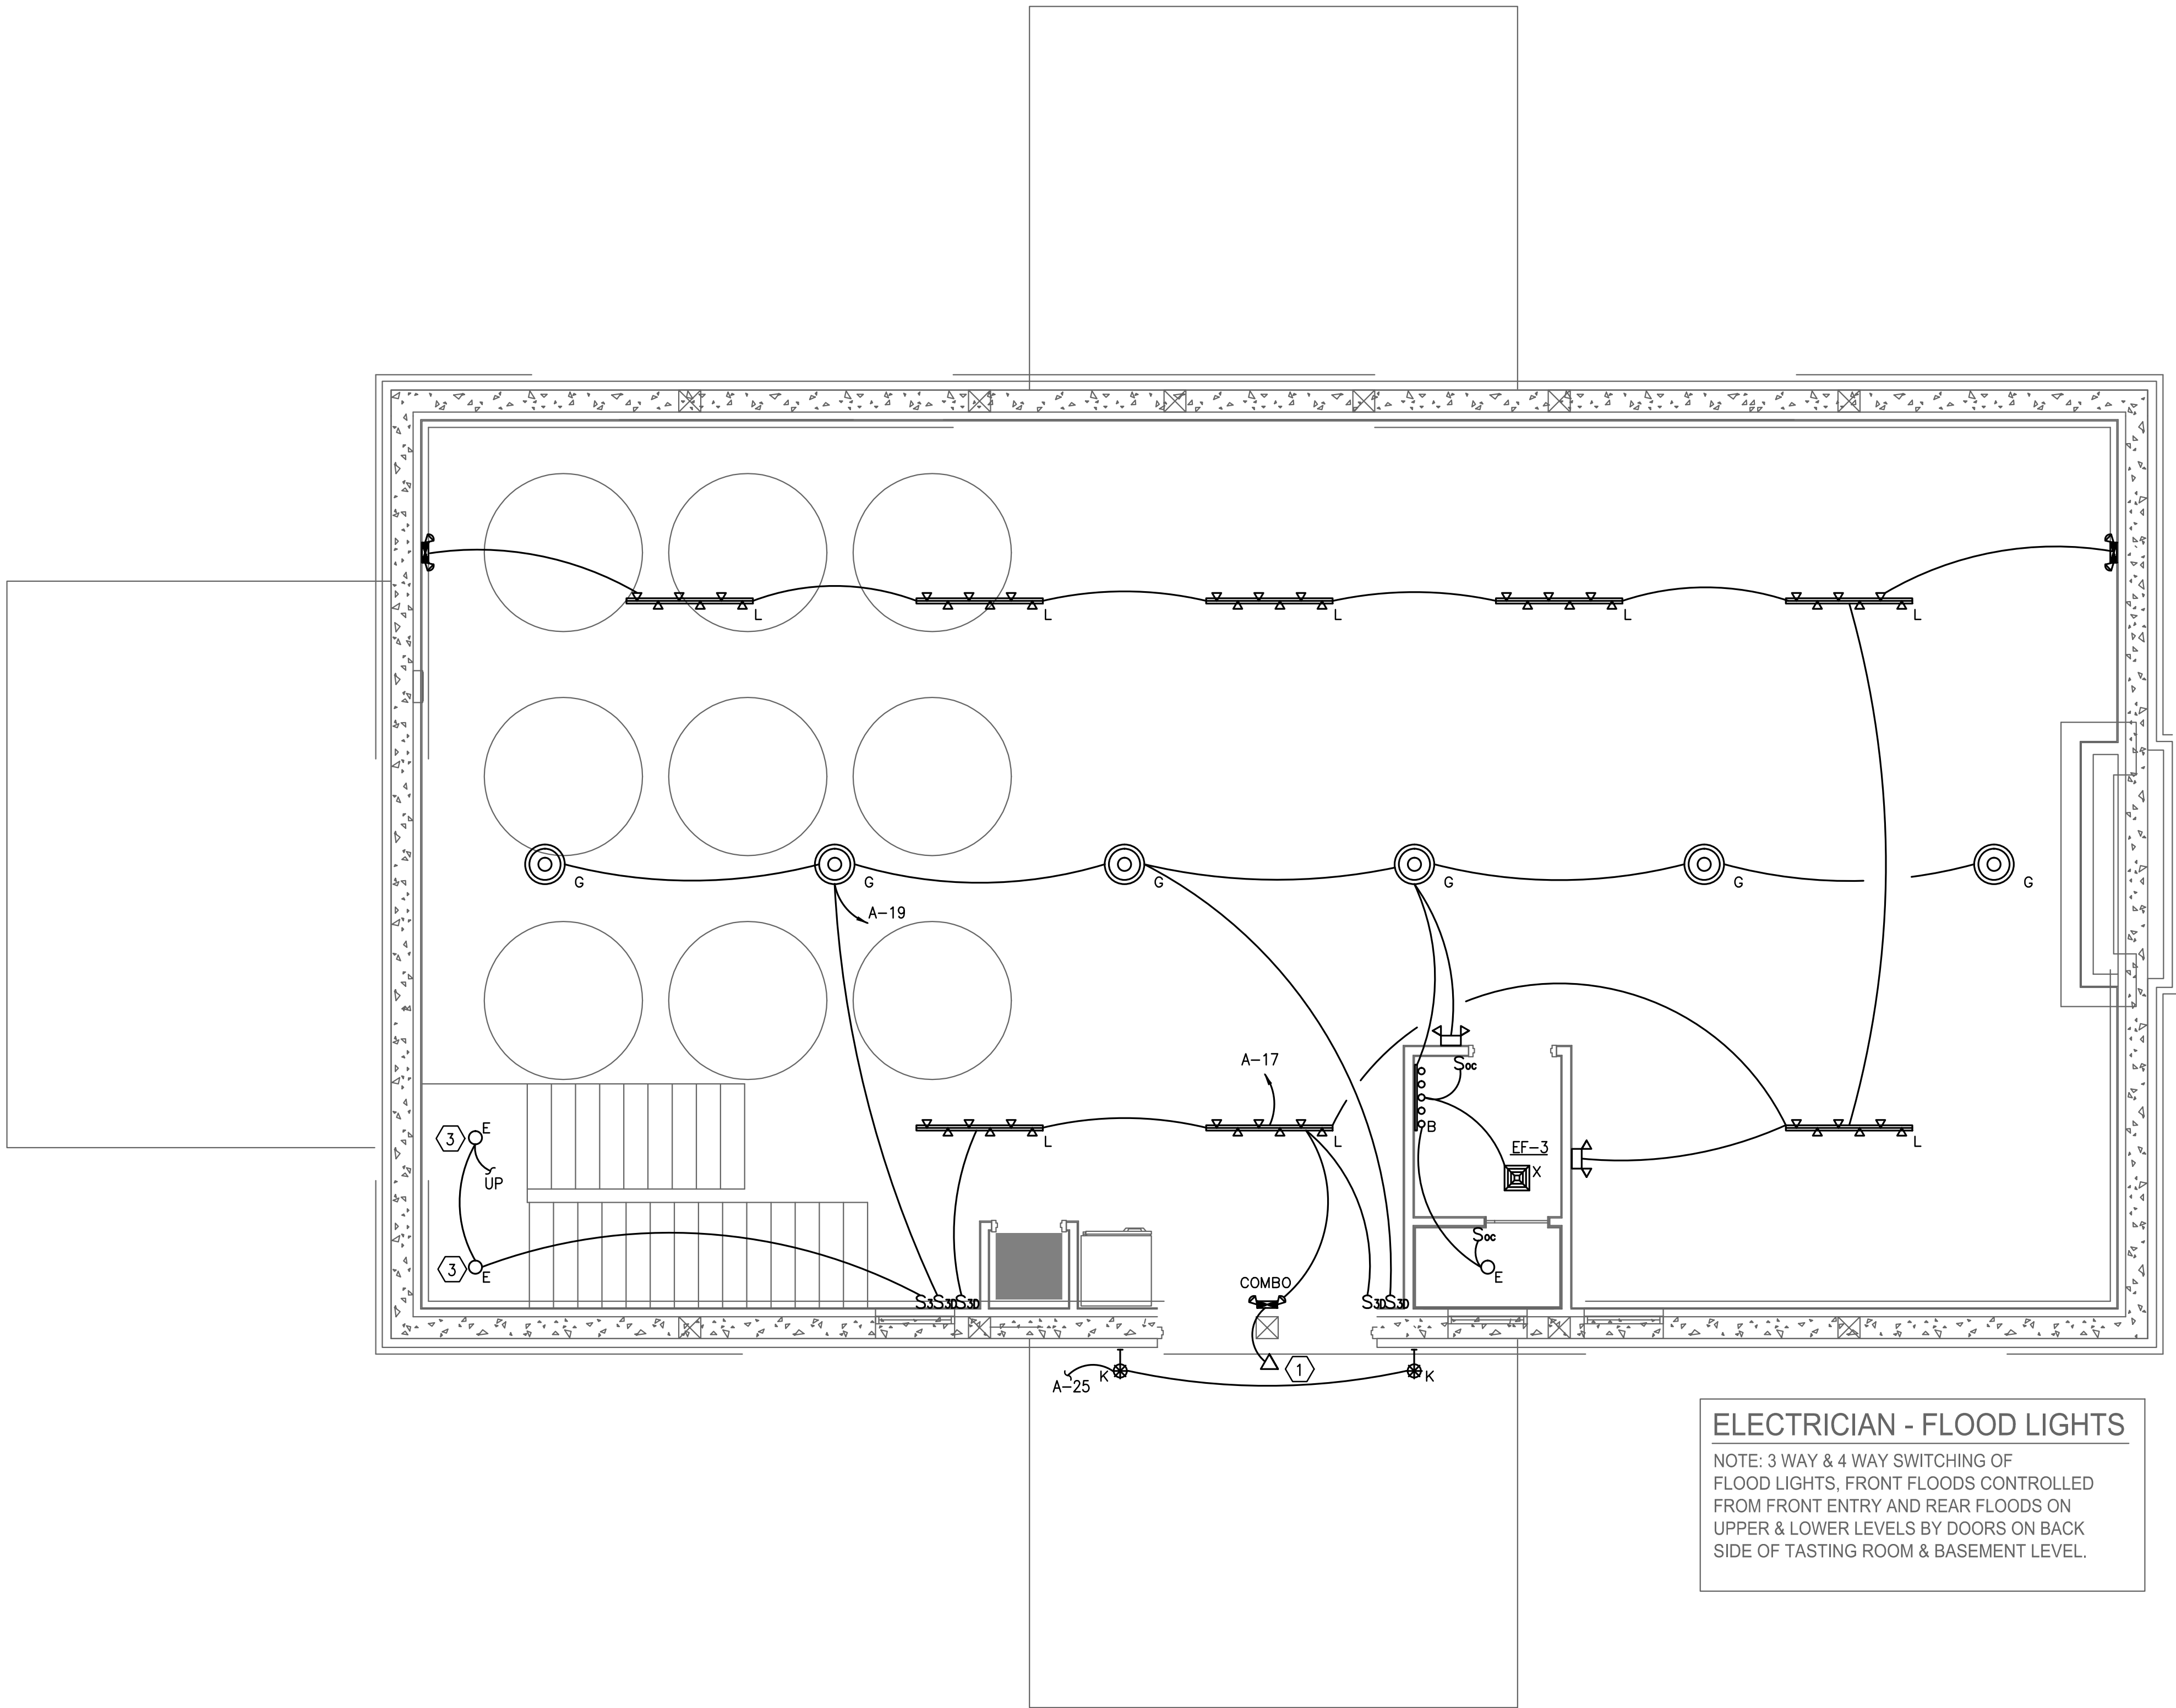 L
L
L
L
L
G
A-19
G
G
G
G
G
A-17
Soc
E
3
UP
L
L
B
EF-3
X
L
3
E
COMBO
Soc
E
S3S3DS3D
S3DS3D
1
A-25
K
K
ELECTRICIAN - FLOOD LIGHTS
NOTE: 3 WAY & 4 WAY SWITCHING OF
FLOOD LIGHTS, FRONT FLOODS CONTROLLED
FROM FRONT ENTRY AND REAR FLOODS ON
UPPER & LOWER LEVELS BY DOORS ON BACK
SIDE OF TASTING ROOM & BASEMENT LEVEL.